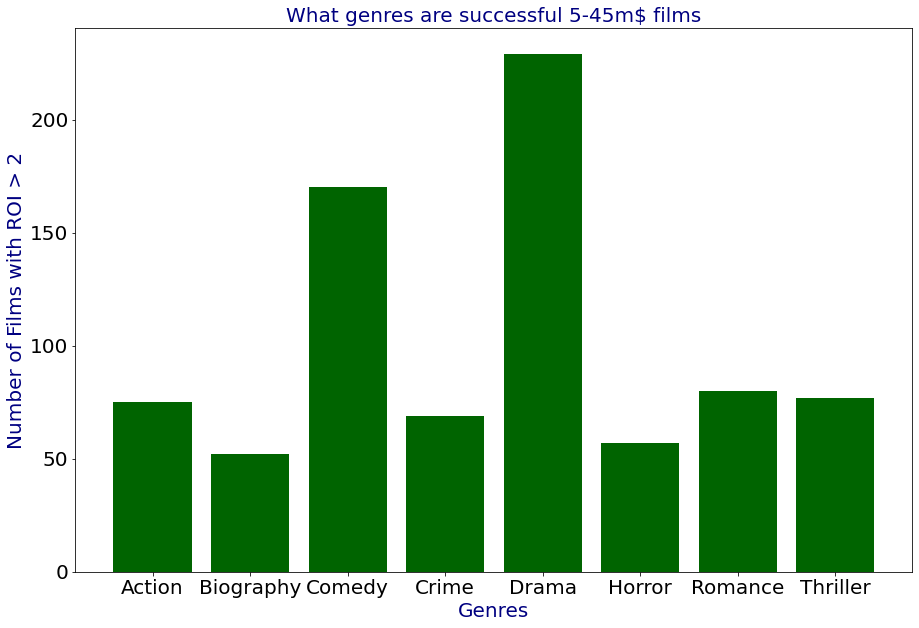 What genres are successful 5-45m$ films
Number of Films with ROI > 2
200
150
100
50
0
Action Biography Comedy Crime Drama Horror Romance Thriller
Genres